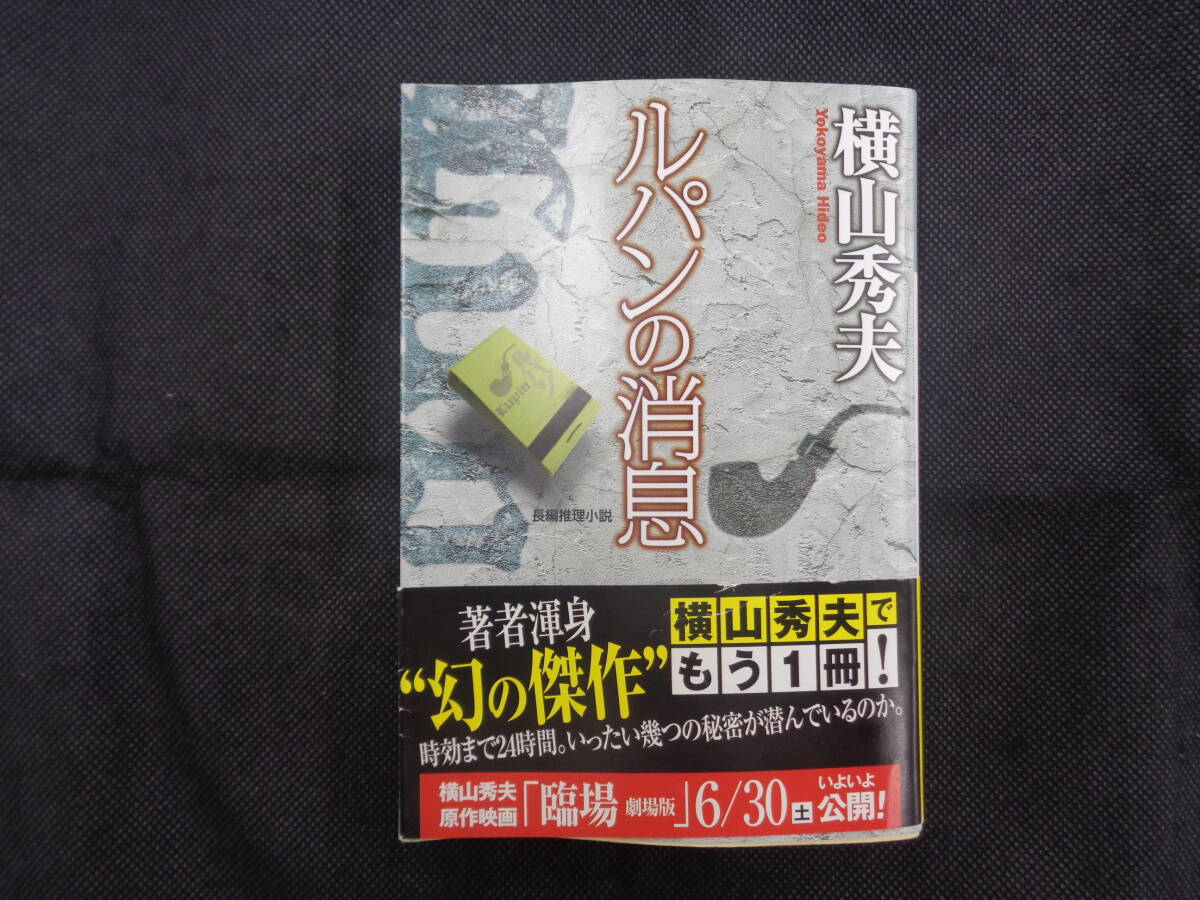 横山秀夫
Yokoyama Hideo
ルパンの消息
Lupin
長編推理小説
著者渾身
“幻の傑作”
横山秀夫で
もう1冊!
時効まで24時間。いったい幾つの秘密が潜んでいるのか。
横山秀夫
原作映画
「臨場 劇場版」6/30土
いよいよ
公開!